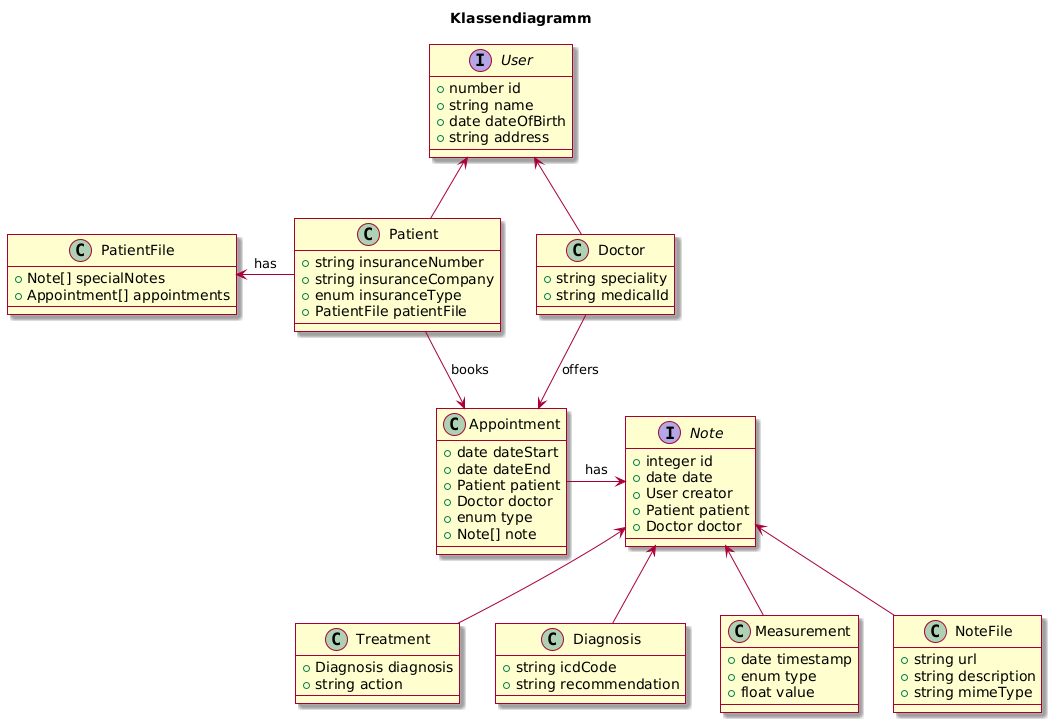 Klassendiagramm
I User
number id
string name
date dateOfBirth
string address
C PatientFile
Note[] specialNotes
Appointment[] appointments
has
C Patient
string insuranceNumber
string insuranceCompany
enum insuranceType
PatientFile patientFile
C Doctor
string speciality
string medicalId
books
offers
C Appointment
date dateStart
date dateEnd
Patient patient
Doctor doctor
enum type
Note[] note
has
I Note
integer id
date date
User creator
Patient patient
Doctor doctor
C Treatment
Diagnosis diagnosis
string action
C Diagnosis
string icdCode
string recommendation
C Measurement
date timestamp
enum type
float value
C NoteFile
string url
string description
string mimeType